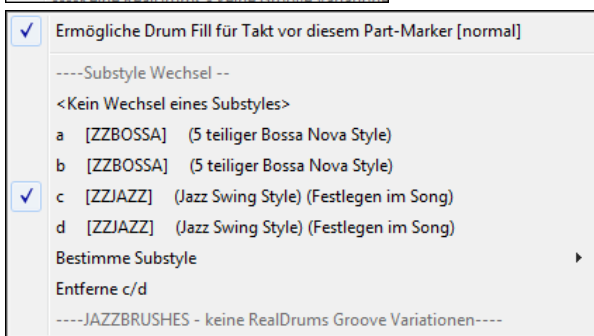 Ermögliche Drum Fill für Takt vor diesem Part-Marker [normal]
----Substyle Wechsel --
<Kein Wechsel eines Substyles>
a [ZZBOSSA] (5 teiliger Bossa Nova Style)
b [ZZBOSSA] (5 teiliger Bossa Nova Style)
c [ZZJAZZ] (Jazz Swing Style) (Festlegen im Song)
d [ZZJAZZ] (Jazz Swing Style) (Festlegen im Song)
Bestimme Substyle
Entferne c/d
----JAZZBRUSHES - keine RealDrums Groove Variationen----